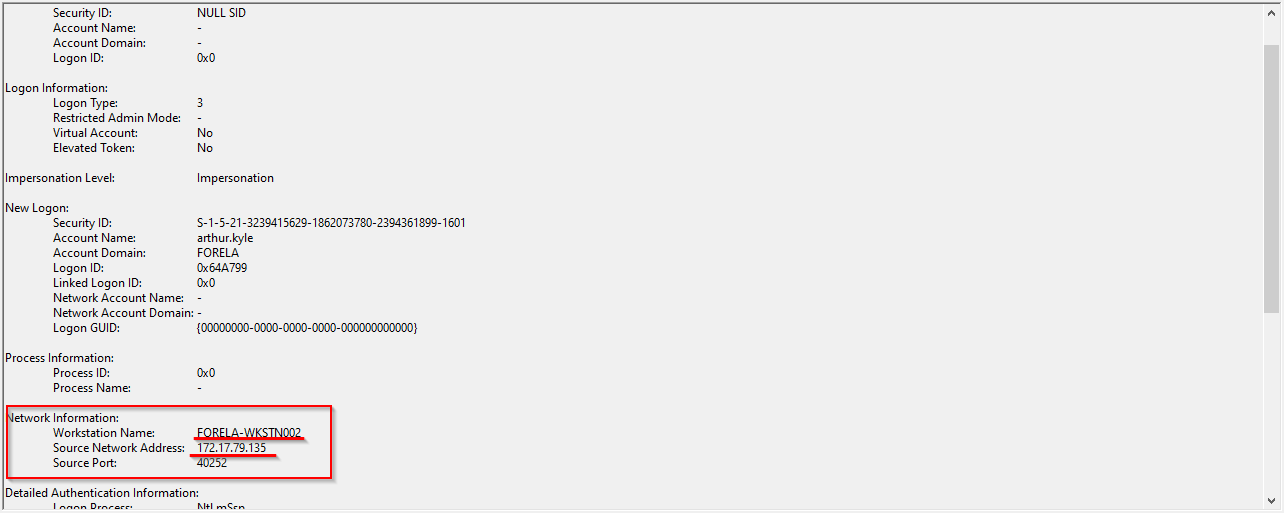 Security ID: NULL SID
Account Name: -
Account Domain: -
Logon ID: 0x0
Logon Information:
Logon Type: 3
Restricted Admin Mode: -
Virtual Account: No
Elevated Token: No
Impersonation Level: Impersonation
New Logon:
Security ID: S-1-5-21-3239415629-1862073780-2394361899-1601
Account Name: arthur.kyle
Account Domain: FORELA
Logon ID: 0x64A799
Linked Logon ID: 0x0
Network Account Name: -
Network Account Domain: -
Logon GUID: {00000000-0000-0000-0000-000000000000}
Process Information:
Process ID: 0x0
Process Name: -
Network Information:
Workstation Name: FORELA-WKSTN002
Source Network Address: 172.17.79.135
Source Port: 40252
Detailed Authentication Information:
Logon Process: NtLmSsp